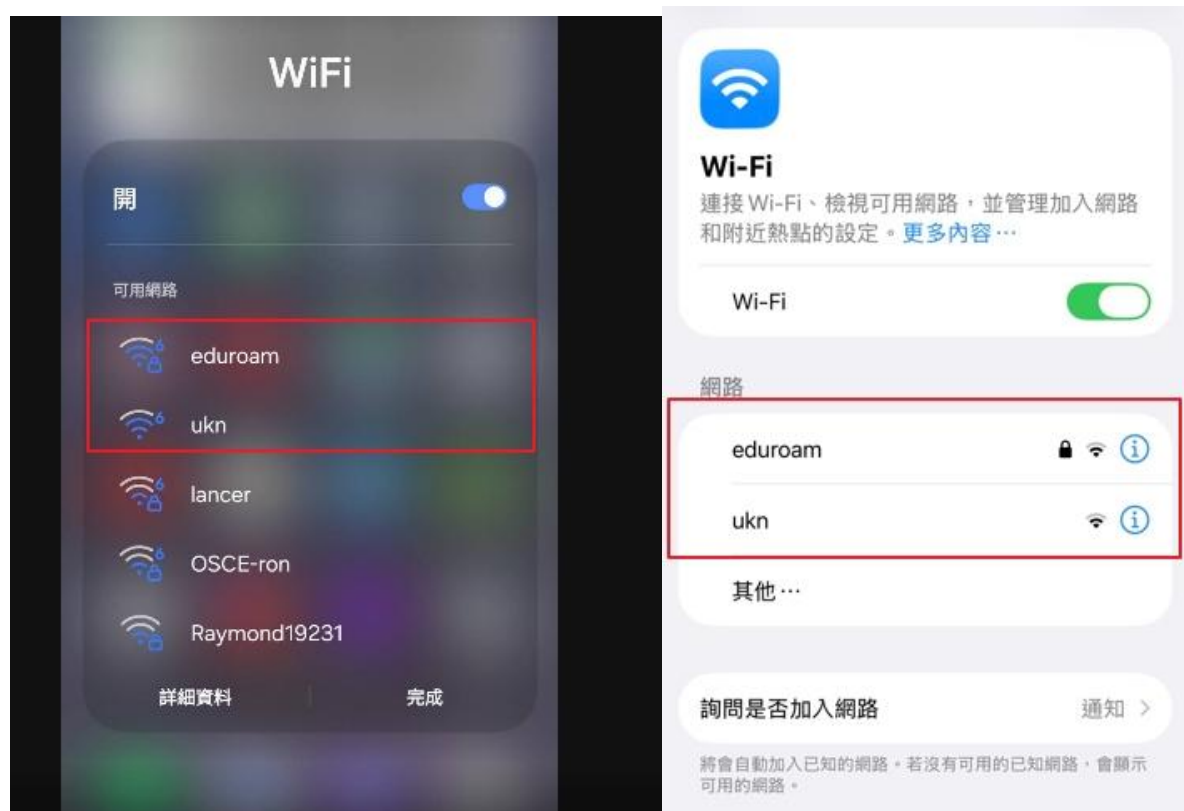 WiFi
開
可用網路
eduroam
ukn
lancer
OSCE-ron
Raymond19231
詳細資料
完成
Wi-Fi
連接 Wi-Fi、檢視可用網路，並管理加入網路
和附近熱點的設定。更多內容…
Wi-Fi
網路
eduroam
ukn
其他…
詢問是否加入網路
通知
將會自動加入已知的網路。若沒有可用的已知網路，會顯示
可用的網路。